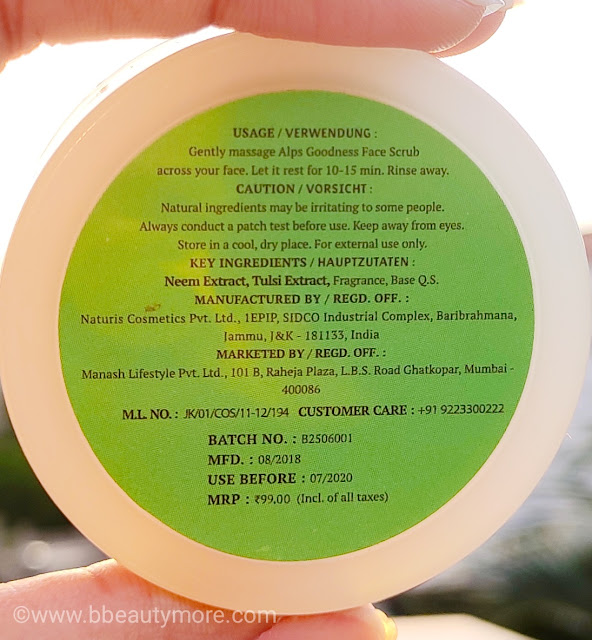 USAGE / VERWENDUNG :
Gently massage Alps Goodness Face Scrub
across your face. Let it rest for 10-15 min. Rinse away.
CAUTION / VORSICHT :
Natural ingredients may be irritating to some people.
Always conduct a patch test before use. Keep away from eyes.
Store in a cool, dry place. For external use only.
KEY INGREDIENTS / HAUPTZUTATEN :
Neem Extract, Tulsi Extract, Fragrance, Base Q.S.
MANUFACTURED BY / REGD. OFF. :
Naturis Cosmetics Pvt. Ltd., 1EPIP, SIDCO Industrial Complex, Baribrahmana,
Jammu, J&K - 181133, India
MARKETED BY / REGD. OFF. :
Manash Lifestyle Pvt. Ltd., 101 B, Raheja Plaza, L.B.S. Road Ghatkopar, Mumbai -
400086
M.L. NO. : JK/01/COS/11-12/194 CUSTOMER CARE : +91 9223300222
BATCH NO. : B2506001
MFD. : 08/2018
USE BEFORE : 07/2020
MRP : ₹99.00 (Incl. of all taxes)
©www.bbeautymore.com